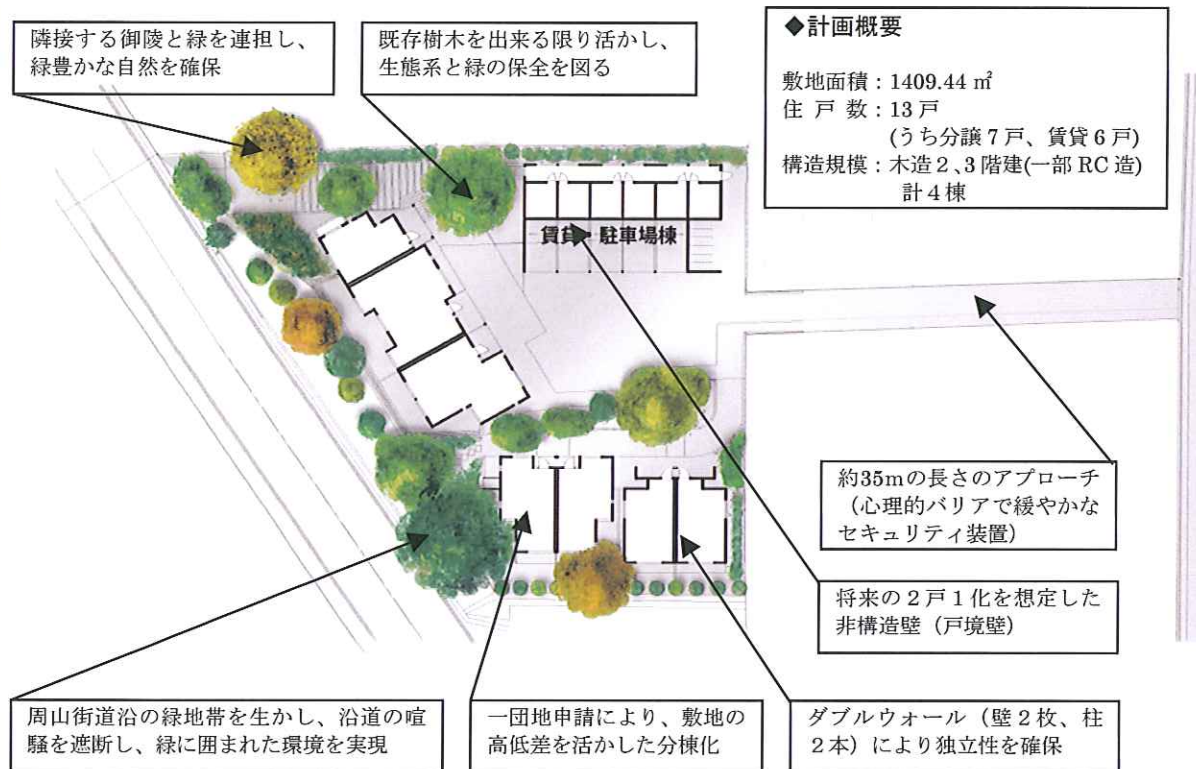 隣接する御陵と緑を連担し、
緑豊かな自然を確保
既存樹木を出来る限り活かし、
生態系と緑の保全を図る
◆計画概要
敷地面積：1409.44 ㎡
住 戸 数：13戸
(うち分譲7戸、賃貸6戸)
構造規模：木造2、3階建(一部 RC 造)
計4棟
賃貸・駐車場棟
約35mの長さのアプローチ
（心理的バリアで緩やかな
セキュリティ装置）
将来の2戸1化を想定した
非構造壁（戸境壁）
周山街道沿の緑地帯を生かし、沿道の喧
騒を遮断し、緑に囲まれた環境を実現
一団地申請により、敷地の
高低差を活かした分棟化
ダブルウォール（壁2枚、柱
2本）により独立性を確保